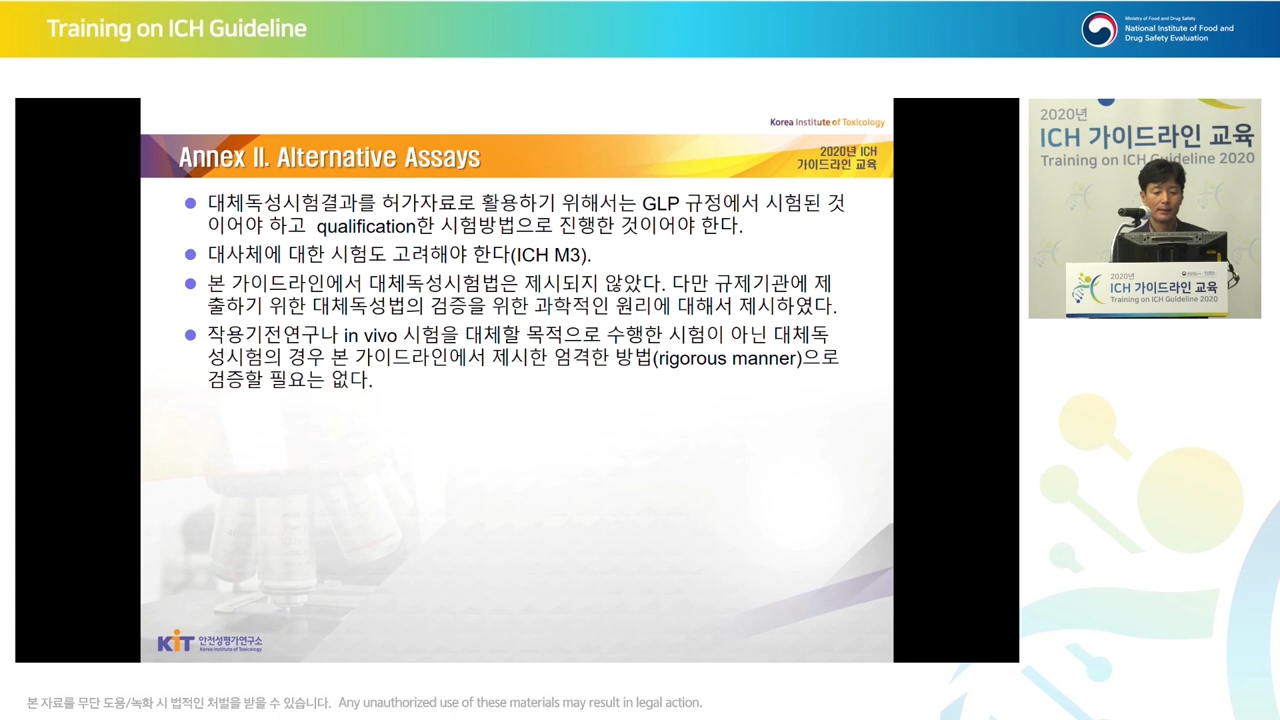 Training on ICH Guideline
Ministry of Food and Drug Safety
National Institute of Food and
Drug Safety Evaluation
Korea Institute of Toxicology
Annex II. Alternative Assays
2020년 ICH
가이드라인 교육
대체독성시험결과를 허가자료로 활용하기 위해서는 GLP 규정에서 시험된 것
이어야 하고 qualification한 시험방법으로 진행한 것이어야 한다.
대사체에 대한 시험도 고려해야 한다(ICH M3).
본 가이드라인에서 대체독성시험법은 제시되지 않았다. 다만 규제기관에 제
출하기 위한 대체독성법의 검증을 위한 과학적인 원리에 대해서 제시하였다.
작용기전연구나 in vivo 시험을 대체할 목적으로 수행한 시험이 아닌 대체독
성시험의 경우 본 가이드라인에서 제시한 엄격한 방법(rigorous manner)으로
검증할 필요는 없다.
KIT 안전성평가연구소
Korea Institute of Toxicology
2020년
ICH 가이드라인 교육
Training on ICH Guideline 2020
2020년
ICH 가이드라인 교육
Training on ICH Guideline 2020
본 자료를 무단 도용/녹화 시 법적인 처벌을 받을 수 있습니다. Any unauthorized use of these materials may result in legal action.